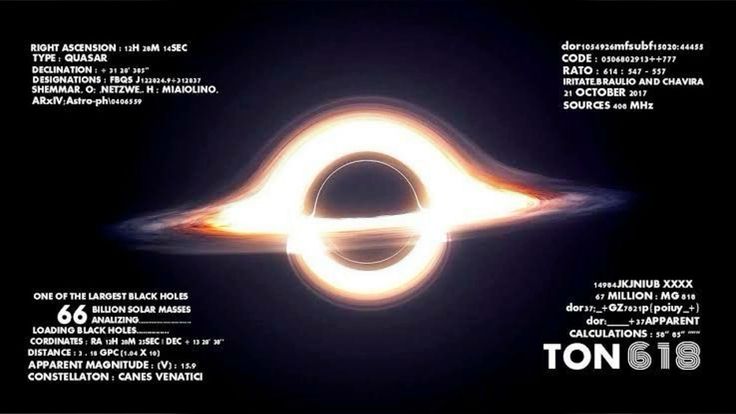 RIGHT ASCENSION : 12H 28M 14SEC
TYPE : QUASAR
DECLINATION : + 31 28' 385"
DESIGNATIONS : FBQS J122824.9+312837
SHEMMAR, O: .NETZWE,. H : MIAIOLINO,
ARxIV;Astro-ph\0406559
dor1054926mfsubf15020:44455
CODE : 0506802913++777
RATO : 614 : 547 - 557
IRITATE,BRAULIO AND CHAVIRA
21 OCTOBER 2017
SOURCES 408 MHz
ONE OF THE LARGEST BLACK HOLES
66 BILLION SOLAR MASSES
ANALIZING....................
LOADING BLACK HOLES..............
CORDINATES : RA 12H 28M 25SEC | DEC + 13 28' 38"
DISTANCE : 3 . 18 GPC (1.04 X 10)
APPARENT MAGNITUDE : (V) : 15.9
CONSTELLATON : CANES VENATICI
14984JKJNIUB XXXX
67 MILLION : MG 818
dor37;_+GZ7821p(poiuy_+)
dor:____+37APPARENT
CALCULATIONS : 58" 85" """
TON 618